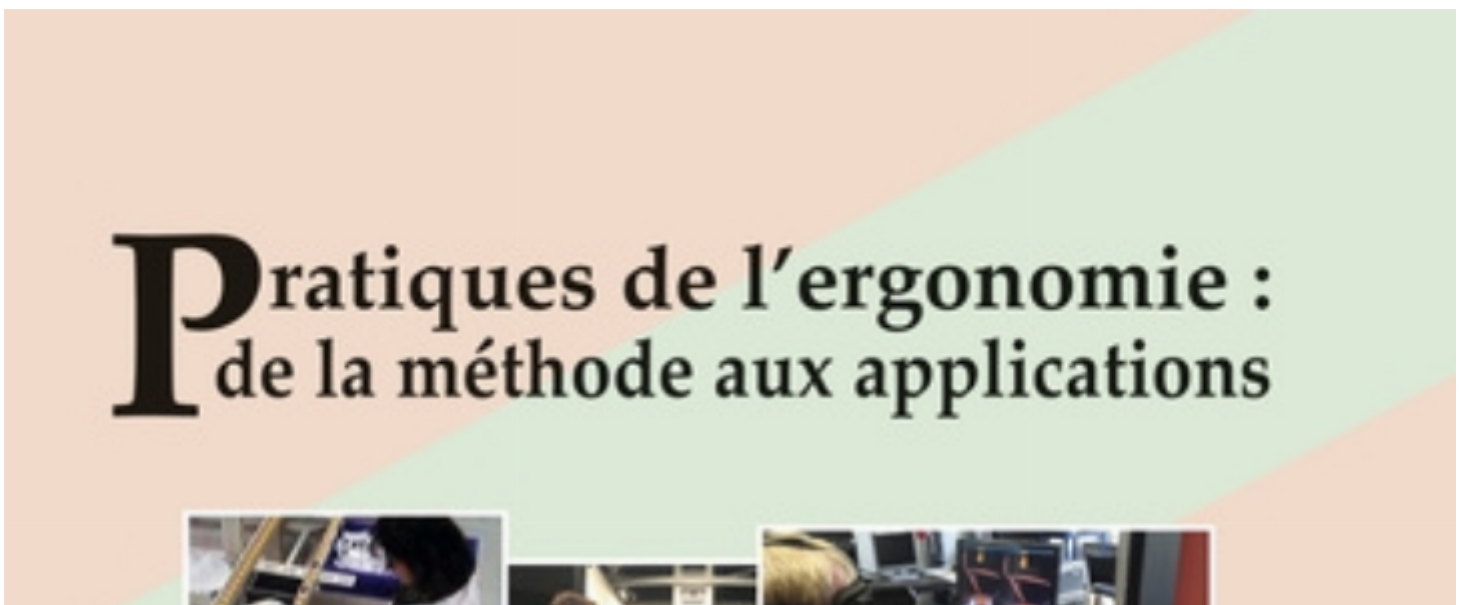 Pratiques de l’ergonomie :
de la méthode aux applications